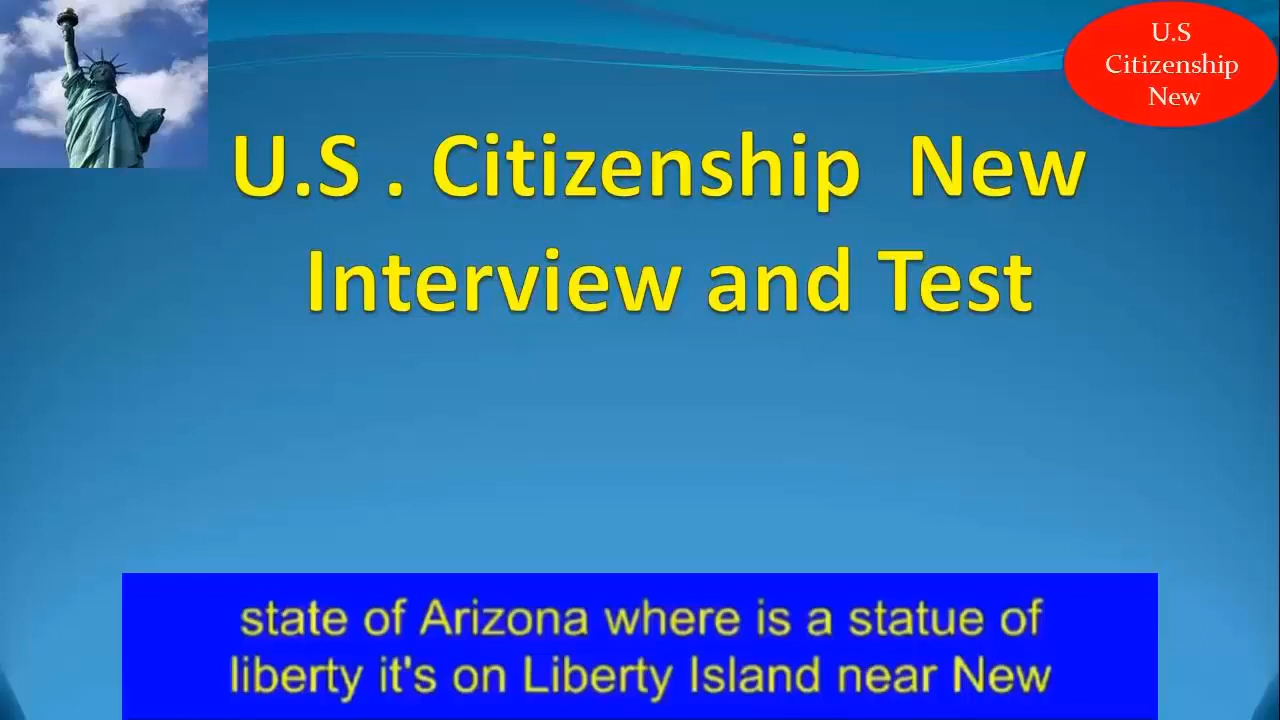 U.S
Citizenship
New
U.S . Citizenship New
Interview and Test
state of Arizona where is a statue of
liberty it's on Liberty Island near New